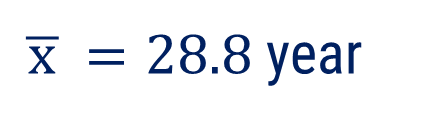 x̅ = 28.8 year